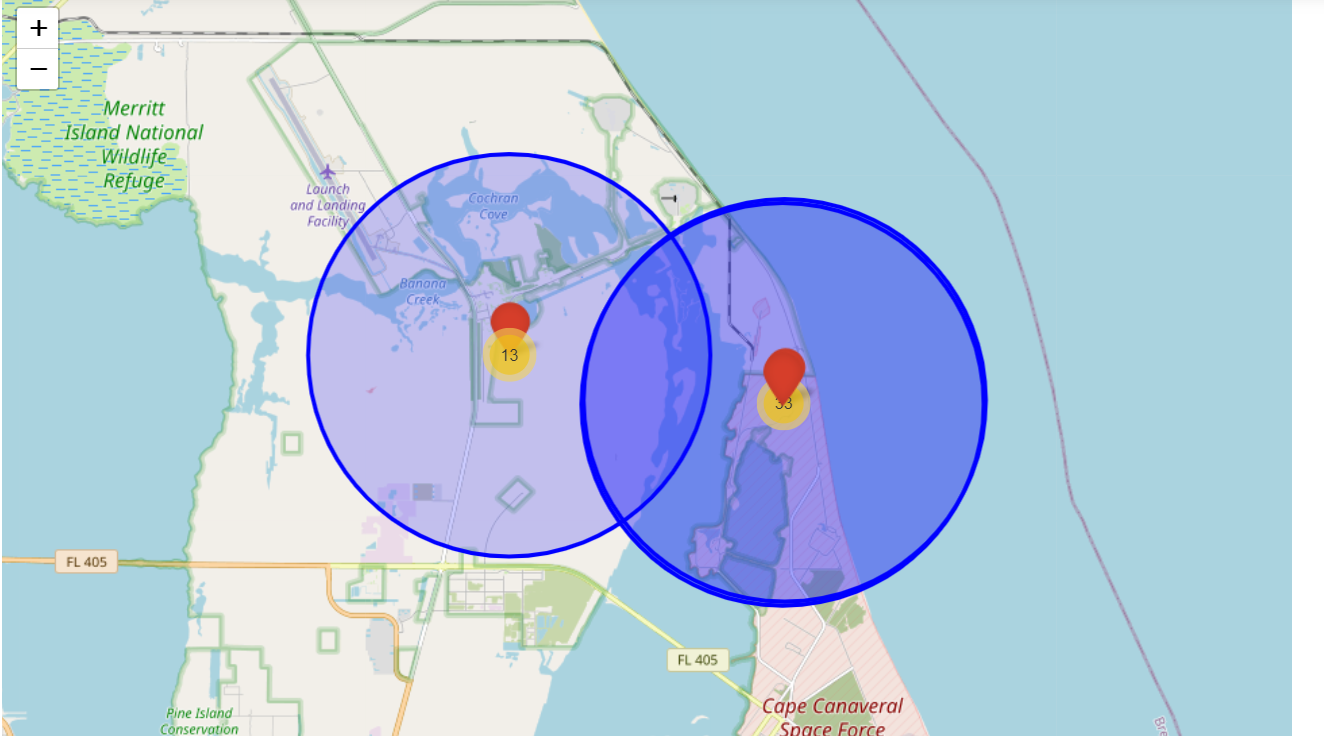 +
−
Merritt
Island National
Wildlife
Refuge
Launch
and Landing
Facility
Cochran
Cove
Banana
Creek
13
33
FL 405
FL 405
Pine Island
Conservation
Cape Canaveral
Space Force
Bre